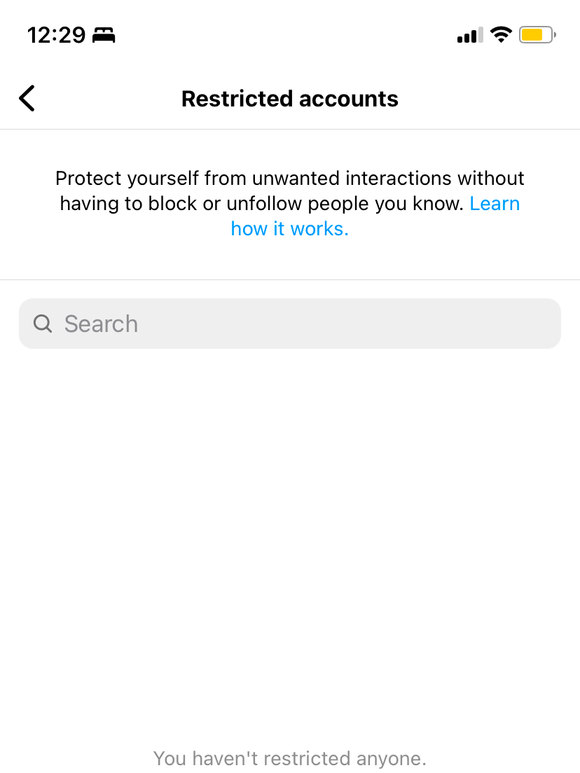 12:29
Restricted accounts
Protect yourself from unwanted interactions without
having to block or unfollow people you know. Learn
how it works.
Search
You haven't restricted anyone.